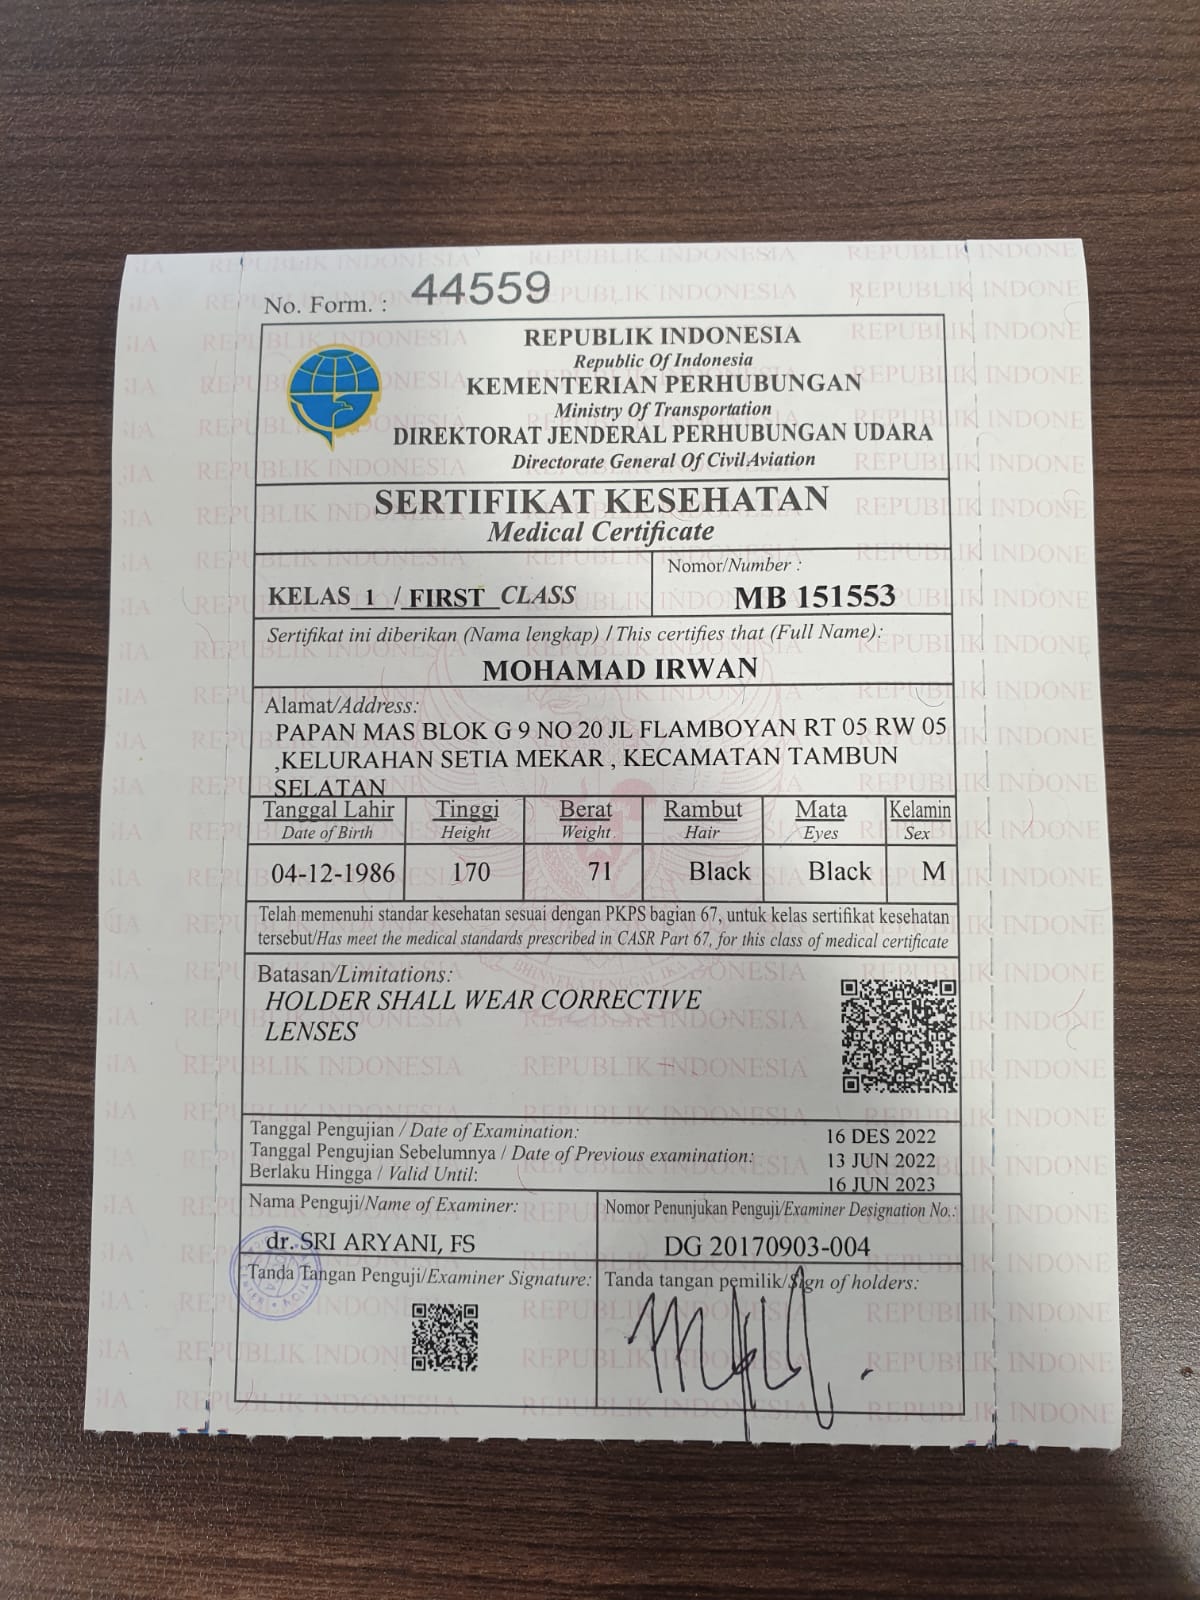 No. Form. : 44559
REPUBLIK INDONESIA
Republic Of Indonesia
KEMENTERIAN PERHUBUNGAN
Ministry Of Transportation
DIREKTORAT JENDERAL PERHUBUNGAN UDARA
Directorate General Of Civil Aviation
SERTIFIKAT KESEHATAN
Medical Certificate
KELAS 1 / FIRST CLASS
Nomor/Number :
MB 151553
Sertifikat ini diberikan (Nama lengkap) / This certifies that (Full Name):
MOHAMAD IRWAN
Alamat/Address:
PAPAN MAS BLOK G 9 NO 20 JL FLAMBOYAN RT 05 RW 05
,KELURAHAN SETIA MEKAR , KECAMATAN TAMBUN
SELATAN
Tanggal Lahir Tinggi Berat Rambut Mata Kelamin
Date of Birth Height Weight Hair Eyes Sex
04-12-1986 170 71 Black Black M
Telah memenuhi standar kesehatan sesuai dengan PKPS bagian 67, untuk kelas sertifikat kesehatan
tersebut/Has meet the medical standards prescribed in CASR Part 67, for this class of medical certificate
Batasan/Limitations:
HOLDER SHALL WEAR CORRECTIVE
LENSES
Tanggal Pengujian / Date of Examination: 16 DES 2022
Tanggal Pengujian Sebelumnya / Date of Previous examination: 13 JUN 2022
Berlaku Hingga / Valid Until: 16 JUN 2023
Nama Penguji/Name of Examiner:
dr. SRI ARYANI, FS
Nomor Penunjukan Penguji/Examiner Designation No.:
DG 20170903-004
Tanda Tangan Penguji/Examiner Signature:
Tanda tangan pemilik/Sign of holders: